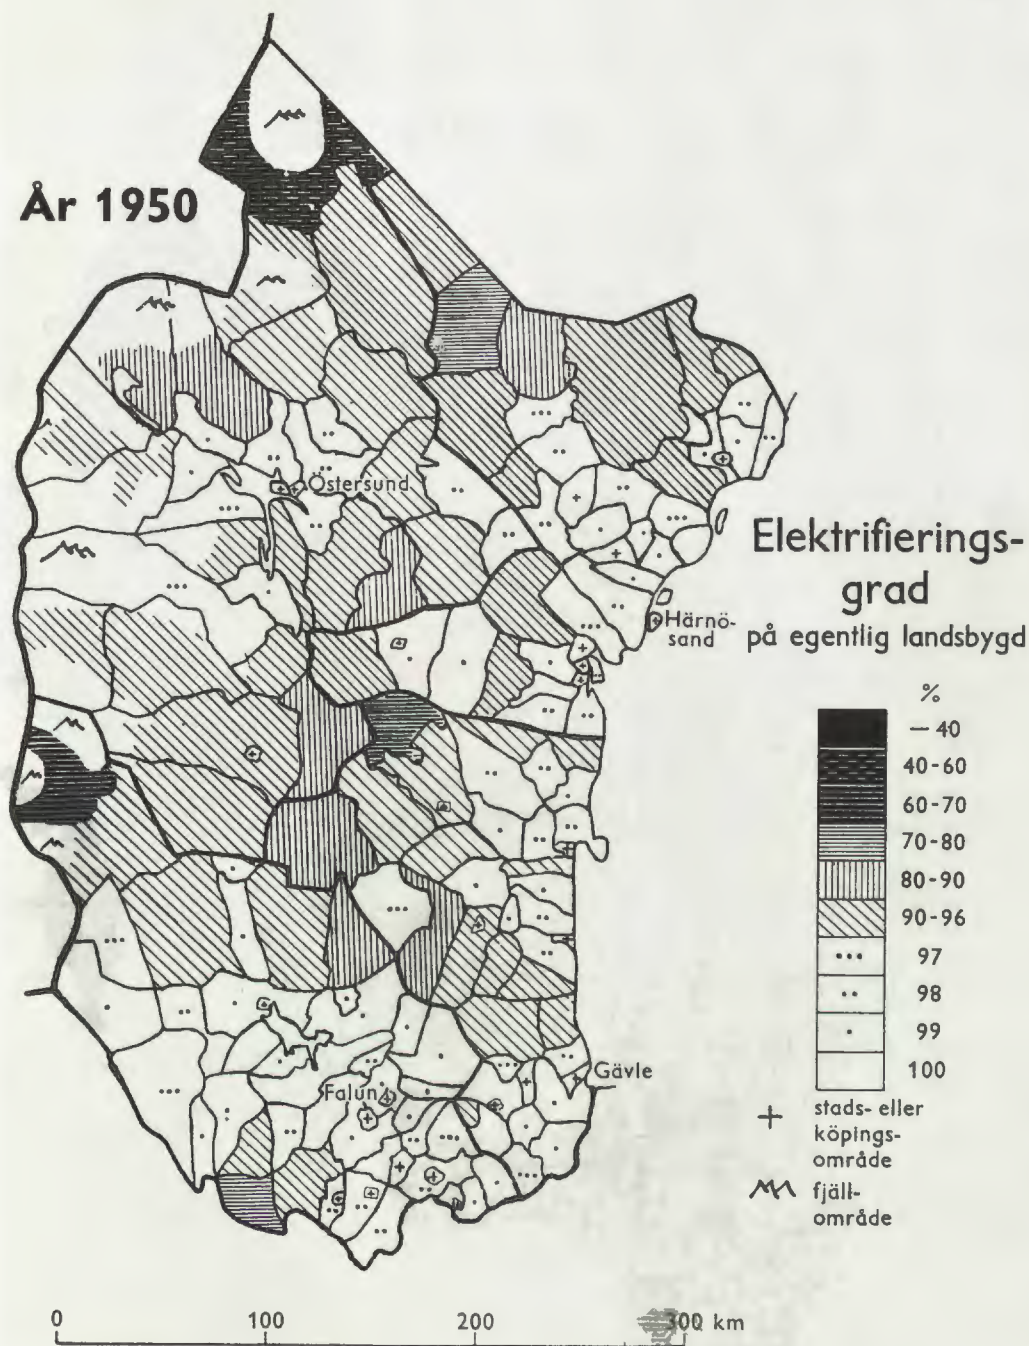 År 1950
Östersund
Härnö-
sand
Falun
Gävle
Elektrifierings-
grad
på egentlig landsbygd
%
— 40
40-60
60-70
70-80
80-90
90-96
97
98
99
100
stads- eller
köpings-
område
fjäll-
område
0 100 200 300 km